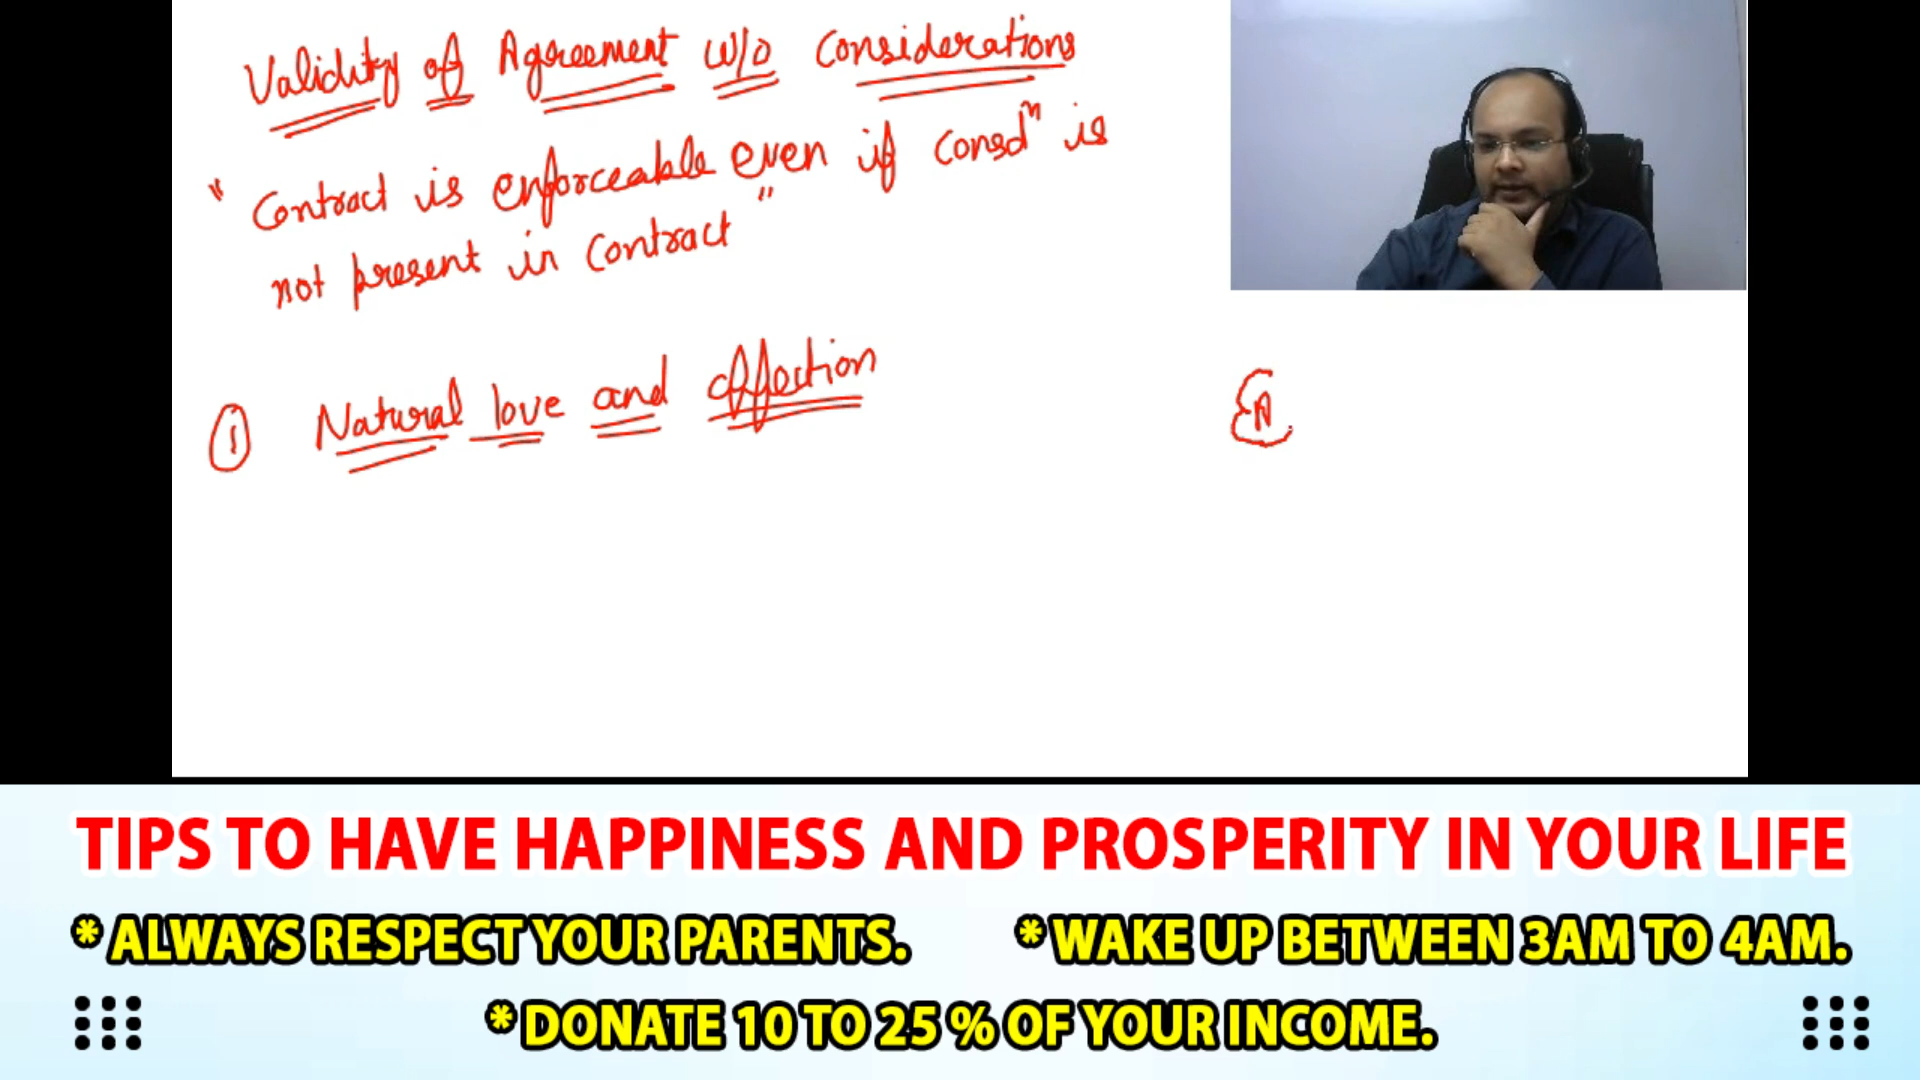 Validity of Agreement w/o Considerations
" Contract is enforceable even if consdⁿ is
not present in contract "
① Natural love and affection
A
TIPS TO HAVE HAPPINESS AND PROSPERITY IN YOUR LIFE
* ALWAYS RESPECT YOUR PARENTS. * WAKE UP BETWEEN 3AM TO 4AM.
* DONATE 10 TO 25 % OF YOUR INCOME.